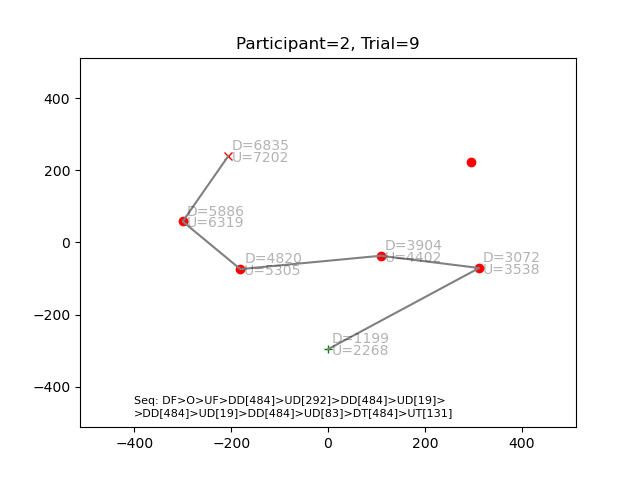 Participant=2, Trial=9
400
200
0
−200
−400
D=6835
U=7202
D=5886
U=6319
D=4820
U=5305
D=3904
U=4402
D=3072
U=3538
D=1199
U=2268
Seq: DF>O>UF>DD[484]>UD[292]>DD[484]>UD[19]>
>DD[484]>UD[19]>DD[484]>UD[83]>DT[484]>UT[131]
−400 −200 0 200 400